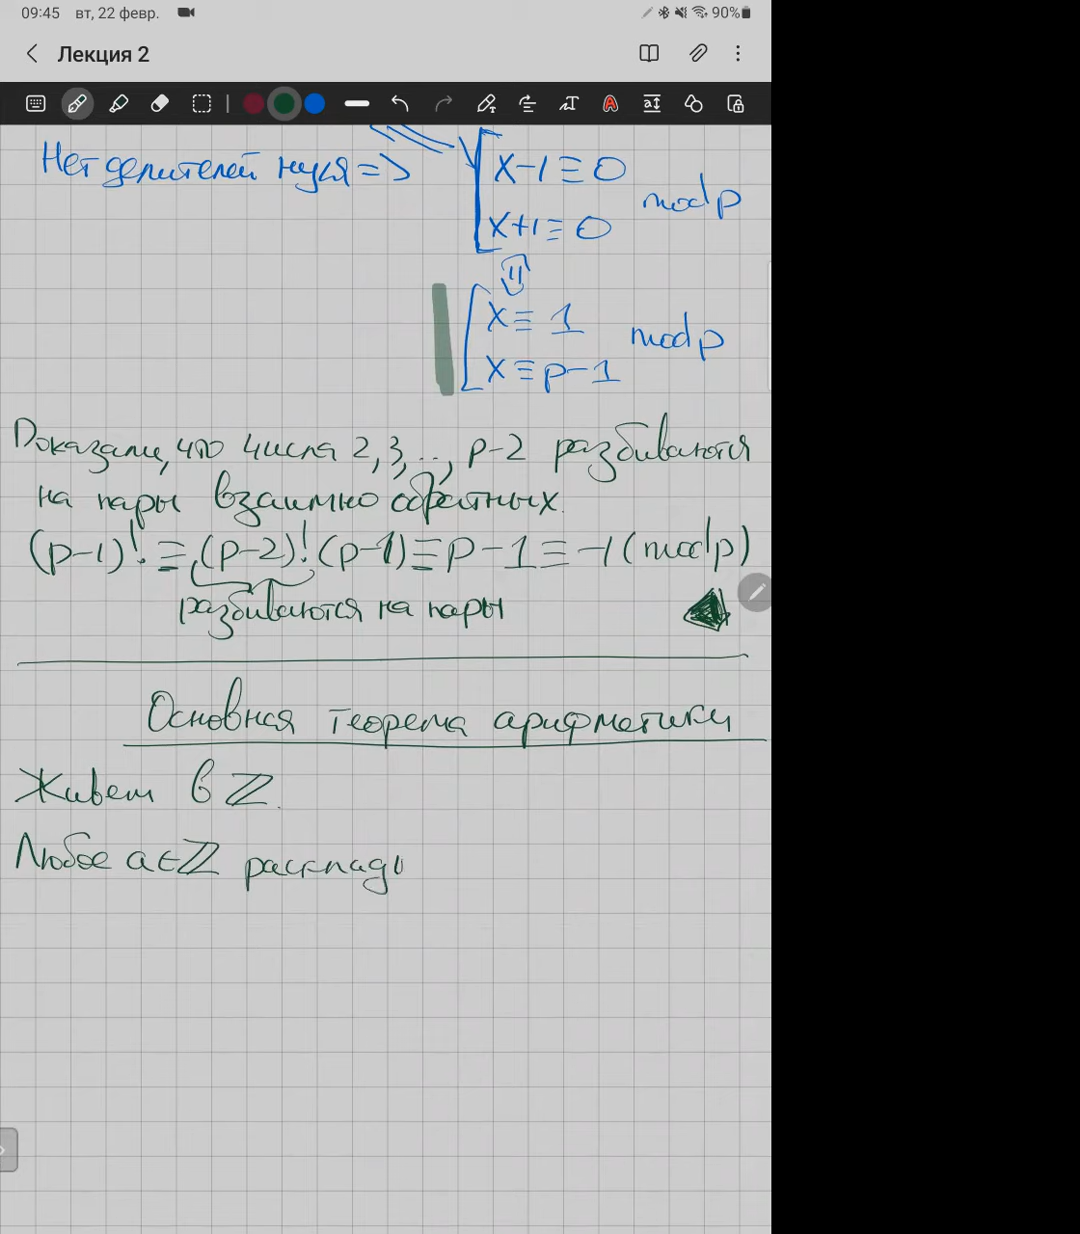 09:45 вт, 22 февр. 90%
Лекция 2
Нет делителей нуля => x-1≡0
x+1≡0 mod p
x≡1
x≡p-1 mod p
Доказали, что числа 2,3,.., p-2 разбиваются
на пары взаимно обратных.
(p-1)! ≡ (p-2)! (p-1) ≡ p-1 ≡ -1 (mod p)
разбиваются на пары
Основная теорема арифметики
Живет в ℤ.
Любое a∈ℤ расклады